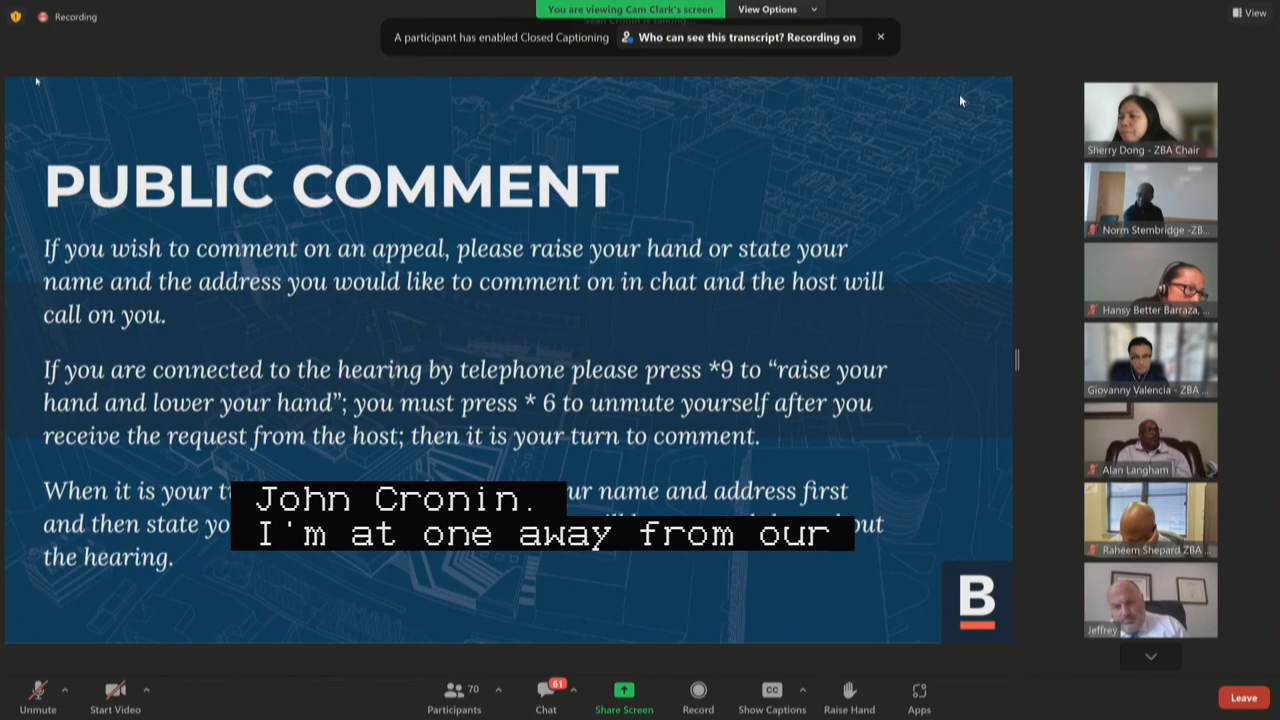 You are viewing Cam Clark's screen
View Options
Recording
View
A participant has enabled Closed Captioning
Who can see this transcript? Recording on
PUBLIC COMMENT
If you wish to comment on an appeal, please raise your hand or state your
name and the address you would like to comment on in chat and the host will
call on you.
If you are connected to the hearing by telephone please press *9 to “raise your
hand and lower your hand”; you must press * 6 to unmute yourself after you
receive the request from the host; then it is your turn to comment.
When it is your name and address first
and then state
the hearing.
John Cronin.
I'm at one away from our
B
Sherry Dong - ZBA Chair
Norm Stembridge -ZB...
Hansy Better Barraza, ...
Giovanny Valencia - ZBA ...
Alan Langham
Raheem Shepard ZBA ...
Jeffrey
Unmute
Start Video
70
Participants
61
Chat
Share Screen
Record
CC
Show Captions
Raise Hand
Apps
Leave